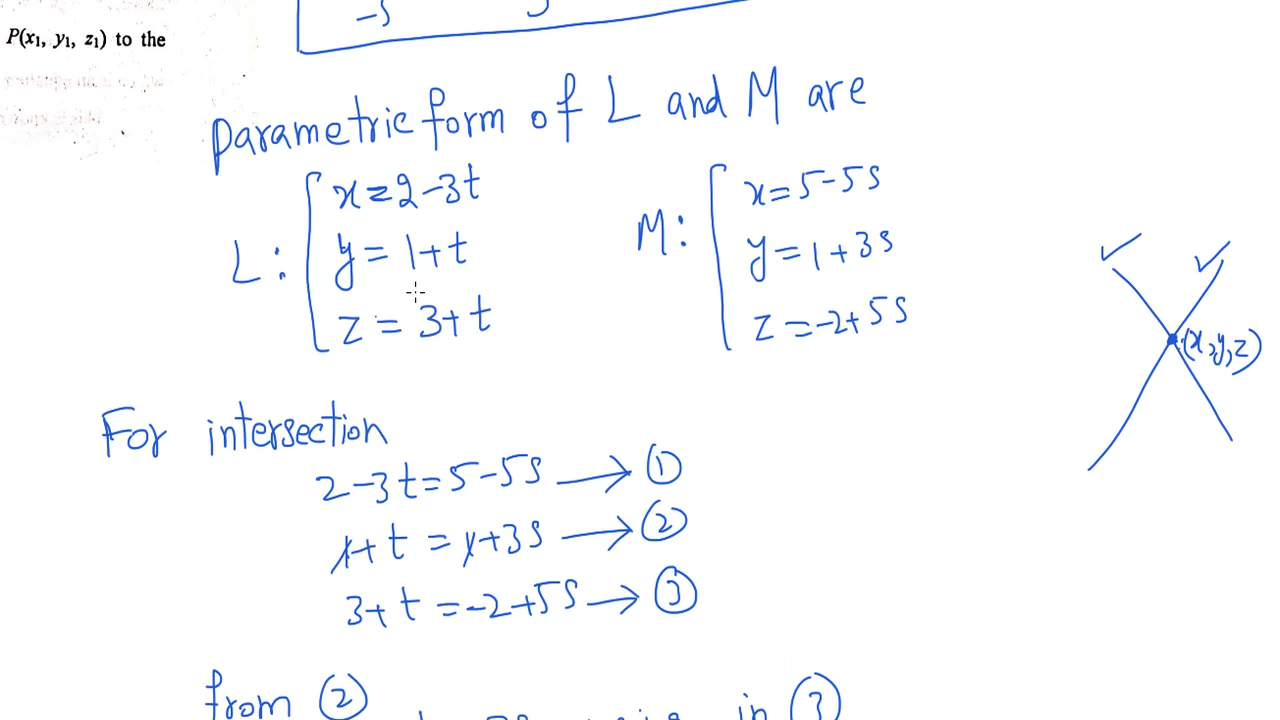 -5
P(x₁, y₁, z₁) to the
parametric form of L and M are
L: x=2-3t
y=1+t
z=3+t
M: x=5-5s
y=1+3s
z=-2+5s
(x,y,z)
For intersection
2-3t=5-5s → ①
1+t=1+3s → ②
3+t=-2+5s → ③
from ②
in ③